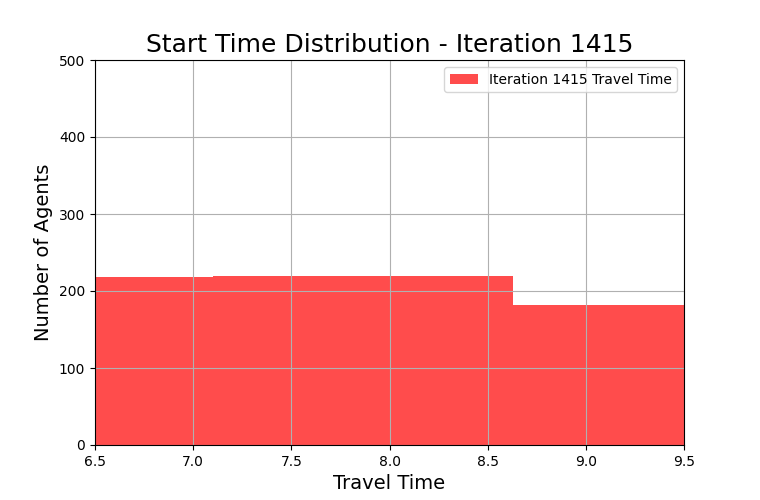 Start Time Distribution - Iteration 1415
Iteration 1415 Travel Time
Number of Agents
500
400
300
200
100
0
6.5 7.0 7.5 8.0 8.5 9.0 9.5
Travel Time